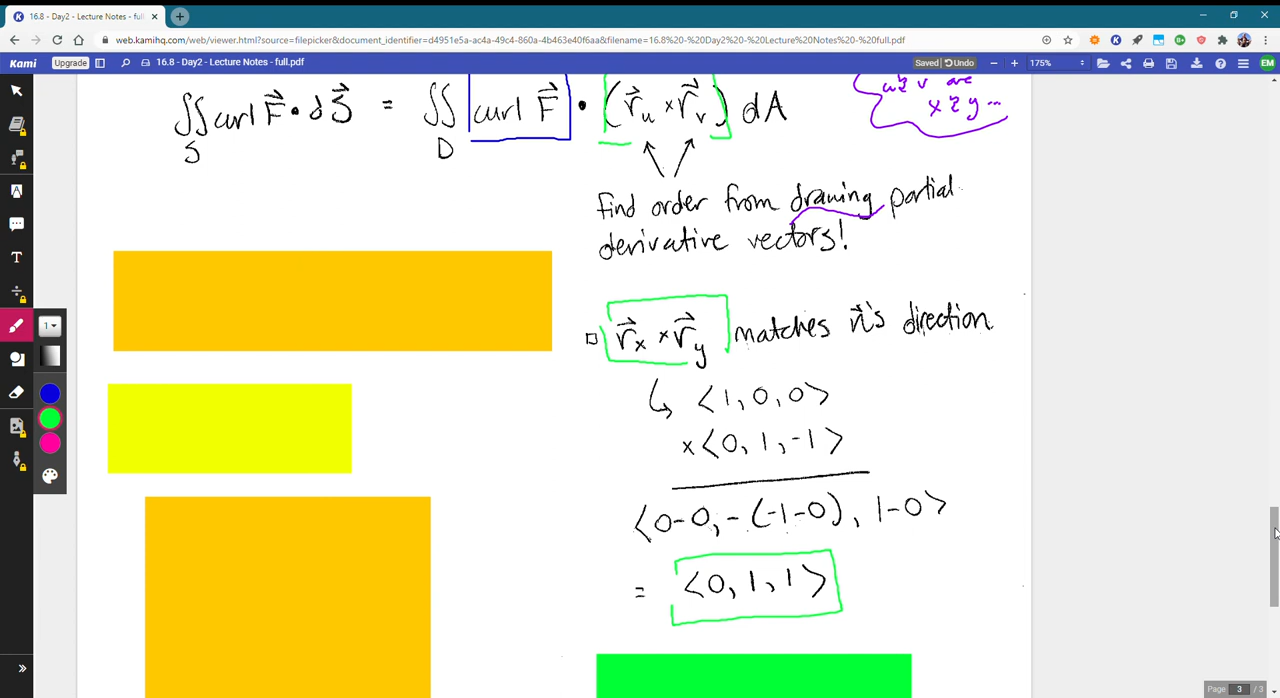 16.8 - Day2 - Lecture Notes - full.
web.kamihq.com/web/viewer.html?source=filepicker&document_identifier=d4951e5a-ac4a-49c4-860a-4b463e40f6aa&filename=16.8%20-%20Day2%20-%20Lecture%20Notes%20-%20full.pdf
Kami Upgrade 16.8 - Day2 - Lecture Notes - full.pdf Saved Undo 175%
u & v are
x & y ...
∬ curl F⃗ • dS⃗ = ∬ curl F⃗ • (r⃗u × r⃗v) dA
S D
find order from drawing partial
derivative vectors!
r⃗x × r⃗y matches n⃗'s direction
<1, 0, 0>
x <0, 1, -1>
<0-0, -(-1-0), 1-0>
= <0, 1, 1>
Page 3 / 3